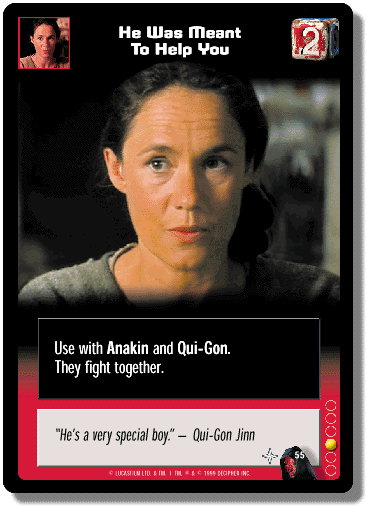 He Was Meant
To Help You
2
Use with Anakin and Qui-Gon.
They fight together.
"He's a very special boy." – Qui-Gon Jinn
55
© LUCASFILM LTD. & TM. | TM, ® & © 1999 DECIPHER INC.